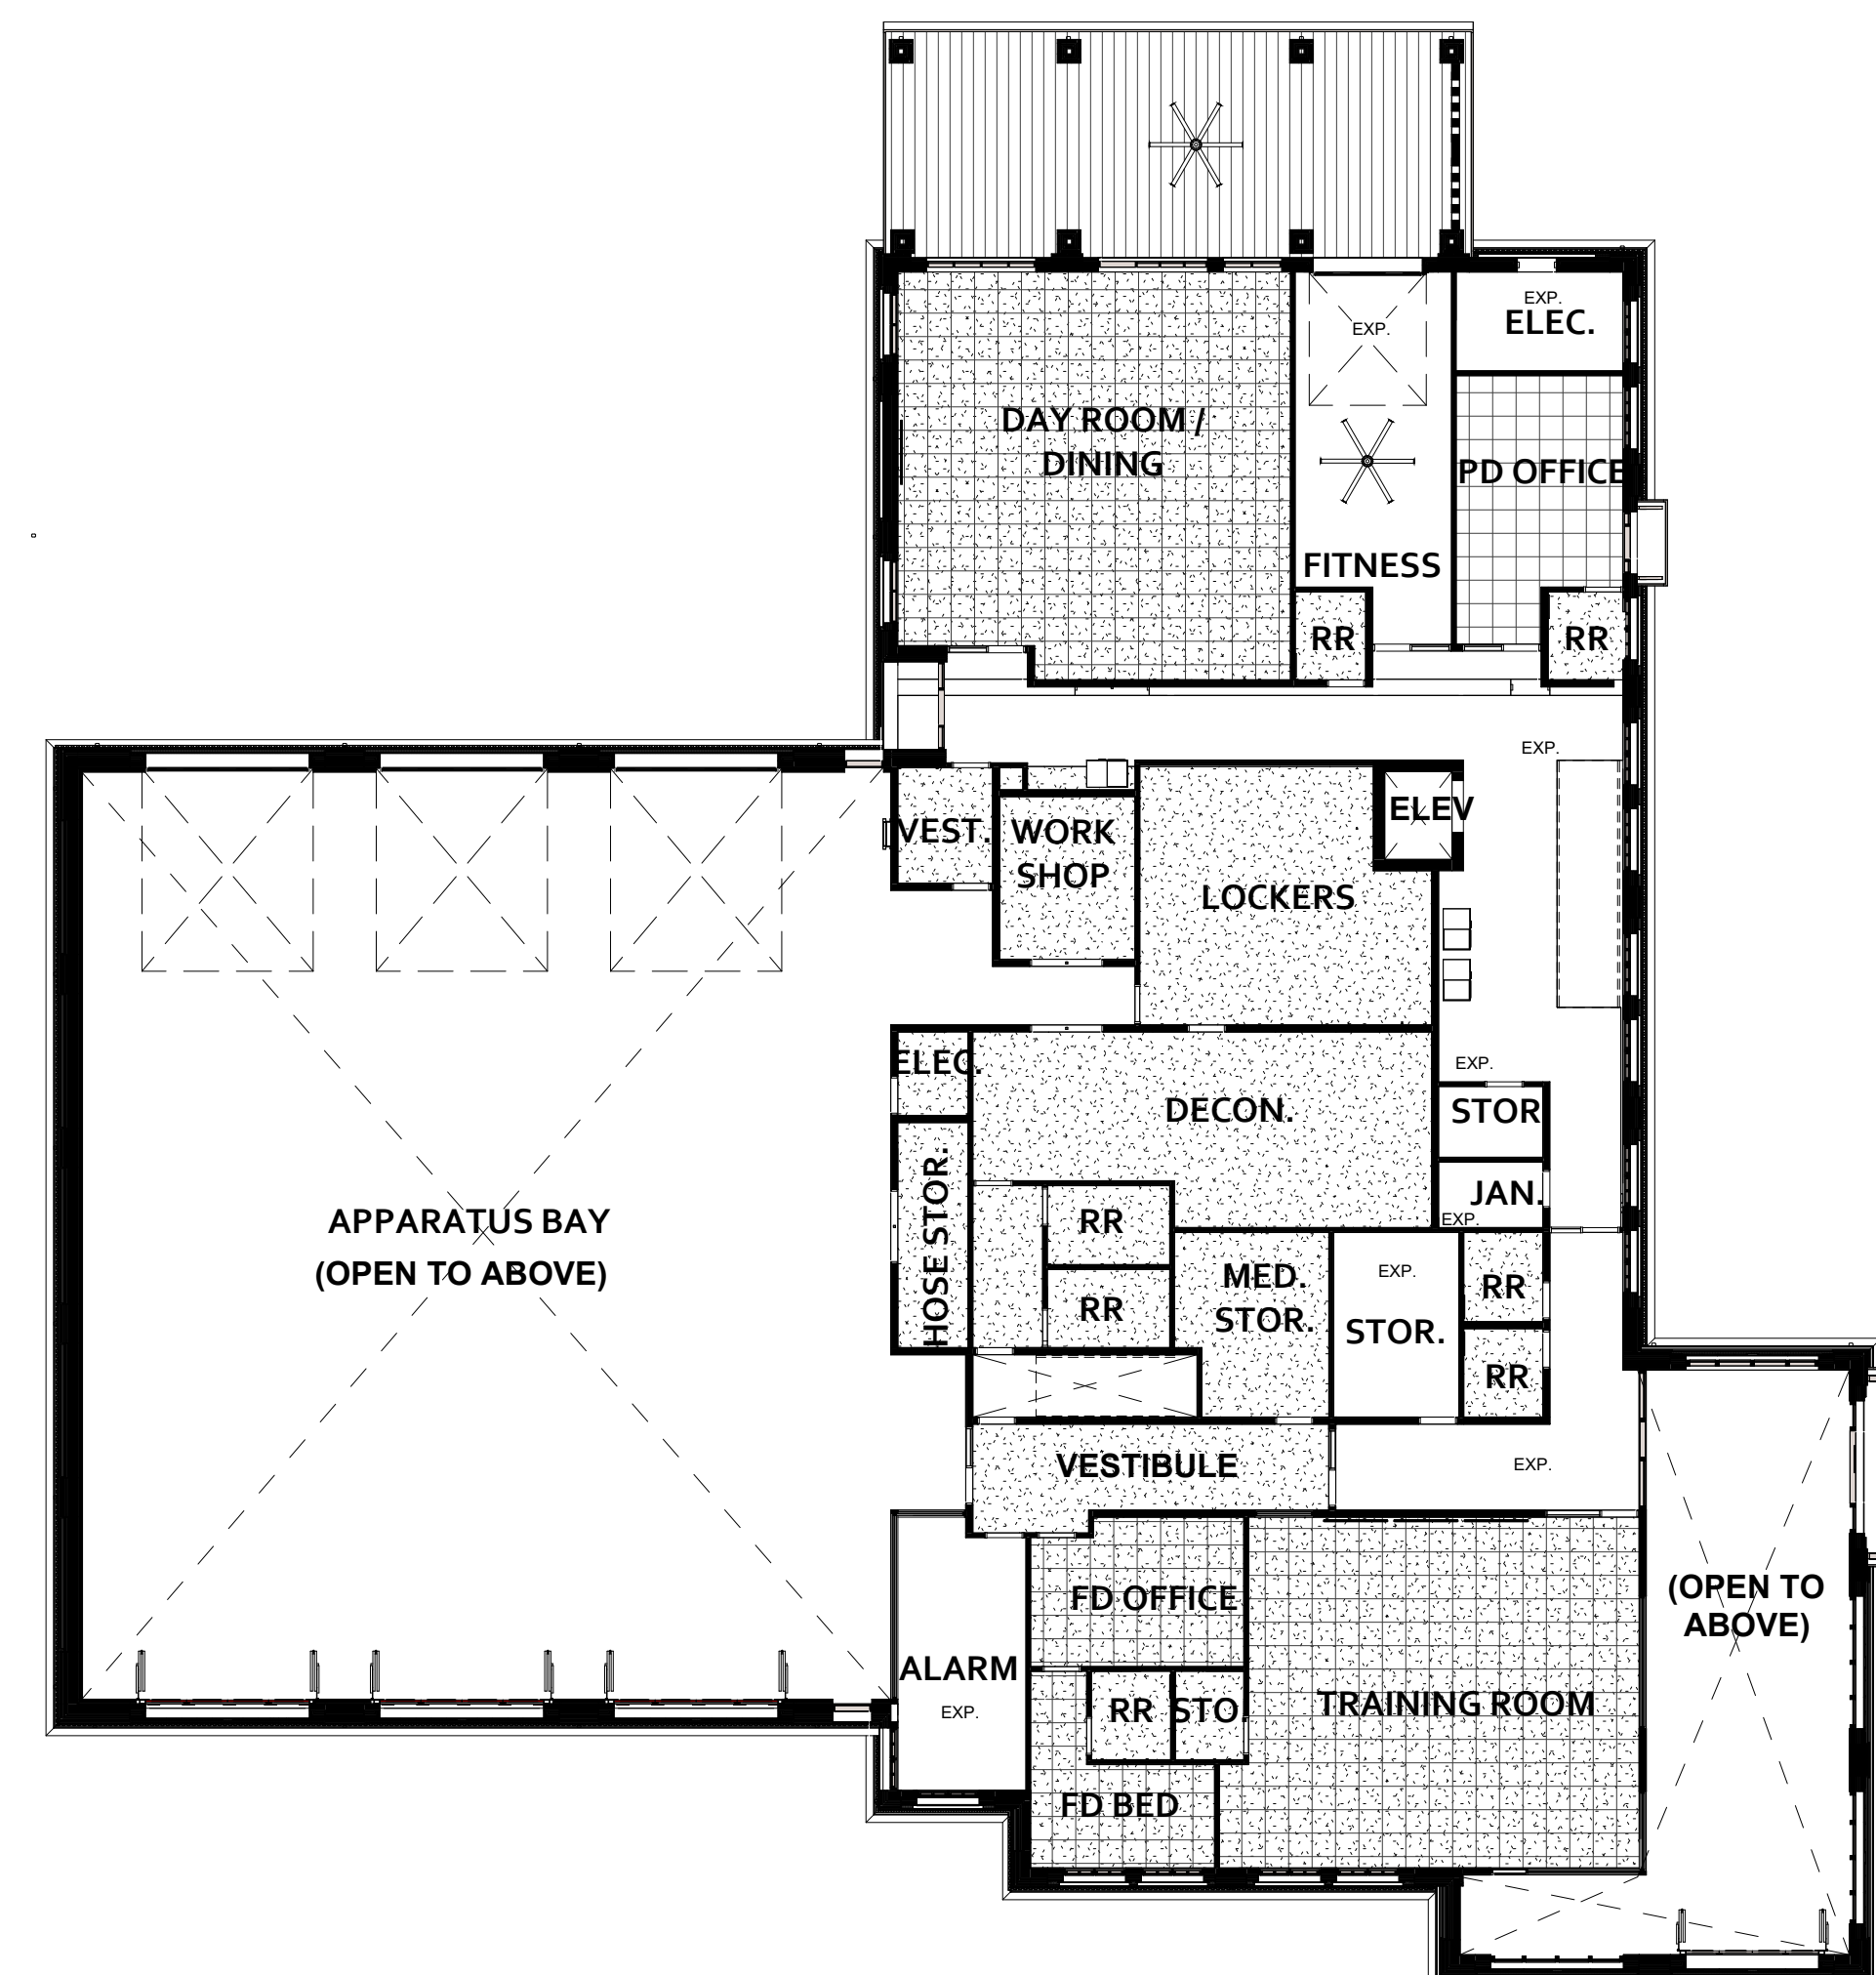 EXP.
ELEC.
EXP.
DAY ROOM /
DINING
PD OFFICE
FITNESS
RR
RR
EXP.
ELEV
VEST.
WORK
SHOP
LOCKERS
ELEC.
EXP.
DECON.
STOR
HOSE STOR.
JAN.
EXP.
RR
APPARATUS BAY
(OPEN TO ABOVE)
RR
MED.
STOR.
EXP.
STOR.
RR
RR
VESTIBULE
EXP.
(OPEN TO
ABOVE)
FD OFFICE
ALARM
EXP.
RR
STO.
TRAINING ROOM
FD BED